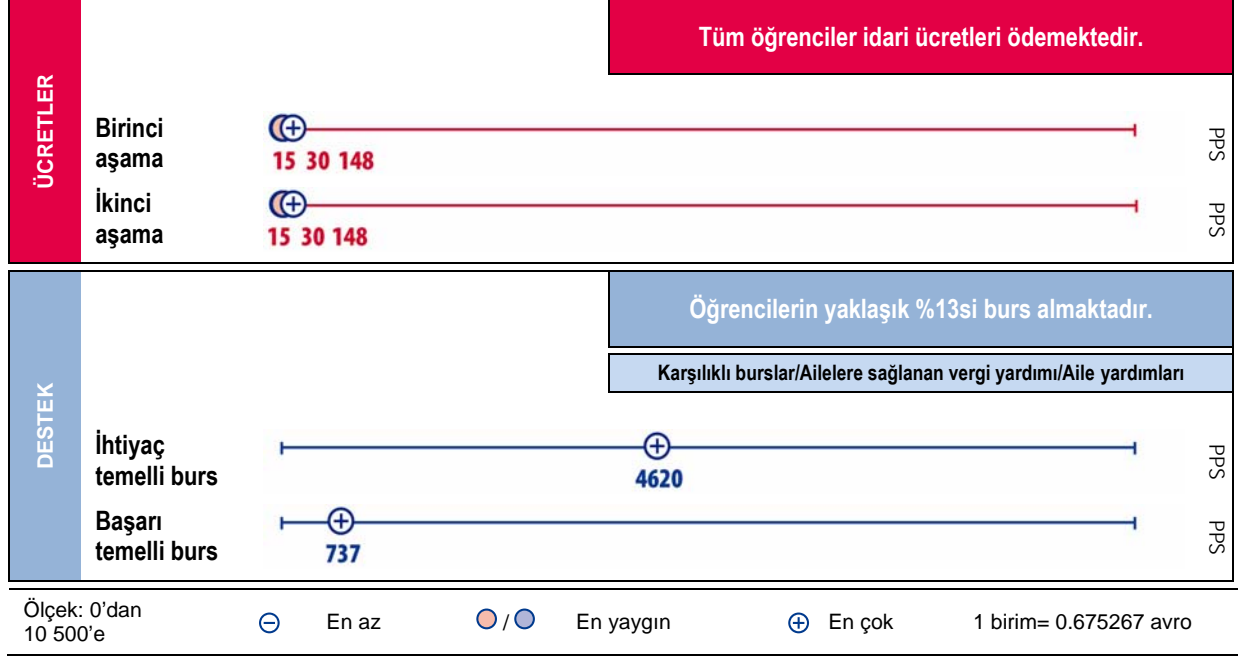 Tüm öğrenciler idari ücretleri ödemektedir.
ÜCRETLER
Birinci
aşama
15 30 148
PPS
İkinci
aşama
15 30 148
PPS
Öğrencilerin yaklaşık %13si burs almaktadır.
Karşılıklı burslar/Ailelere sağlanan vergi yardımı/Aile yardımları
DESTEK
İhtiyaç
temelli burs
4620
PPS
Başarı
temelli burs
737
PPS
Ölçek: 0’dan
10 500’e
En az
/
En yaygın
En çok
1 birim= 0.675267 avro